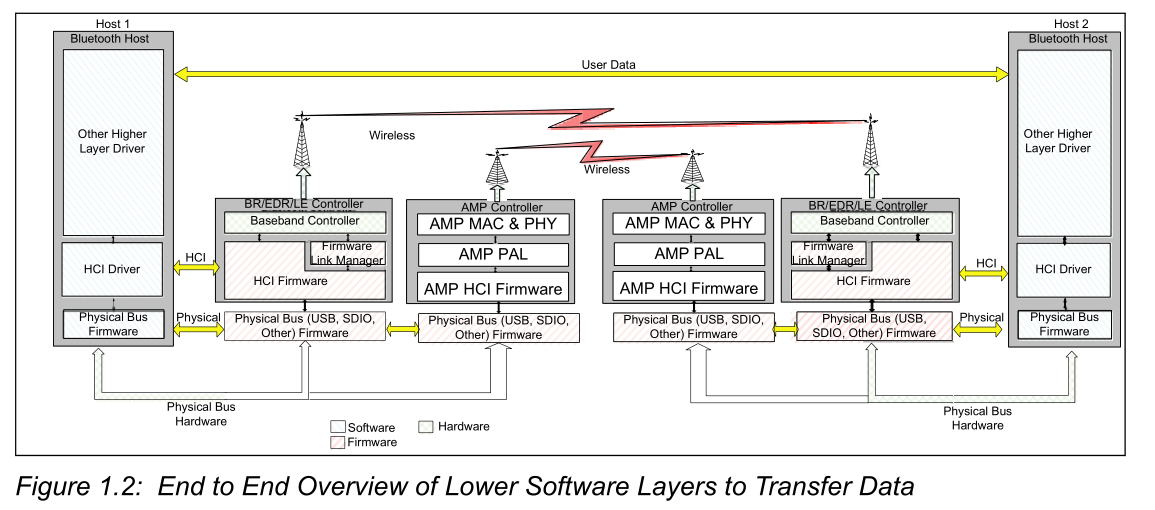 Host 1
Bluetooth Host
Host 2
Bluetooth Host
User Data
Other Higher
Layer Driver
Other Higher
Layer Driver
Wireless
Wireless
BR/EDR/LE Controller
Baseband Controller
Firmware
Link Manager
HCI Firmware
AMP Controller
AMP MAC & PHY
AMP PAL
AMP HCI Firmware
AMP Controller
AMP MAC & PHY
AMP PAL
AMP HCI Firmware
BR/EDR/LE Controller
Baseband Controller
Firmware
Link Manager
HCI Firmware
HCI Driver
HCI
HCI
HCI Driver
Physical Bus
Firmware
Physical
Physical Bus (USB, SDIO,
Other) Firmware
Physical Bus (USB, SDIO,
Other) Firmware
Physical Bus (USB, SDIO,
Other) Firmware
Physical Bus (USB,
SDIO, Other) Firmware
Physical
Physical Bus
Firmware
Physical Bus
Hardware
Physical Bus
Hardware
Software
Hardware
Firmware
Figure 1.2: End to End Overview of Lower Software Layers to Transfer Data